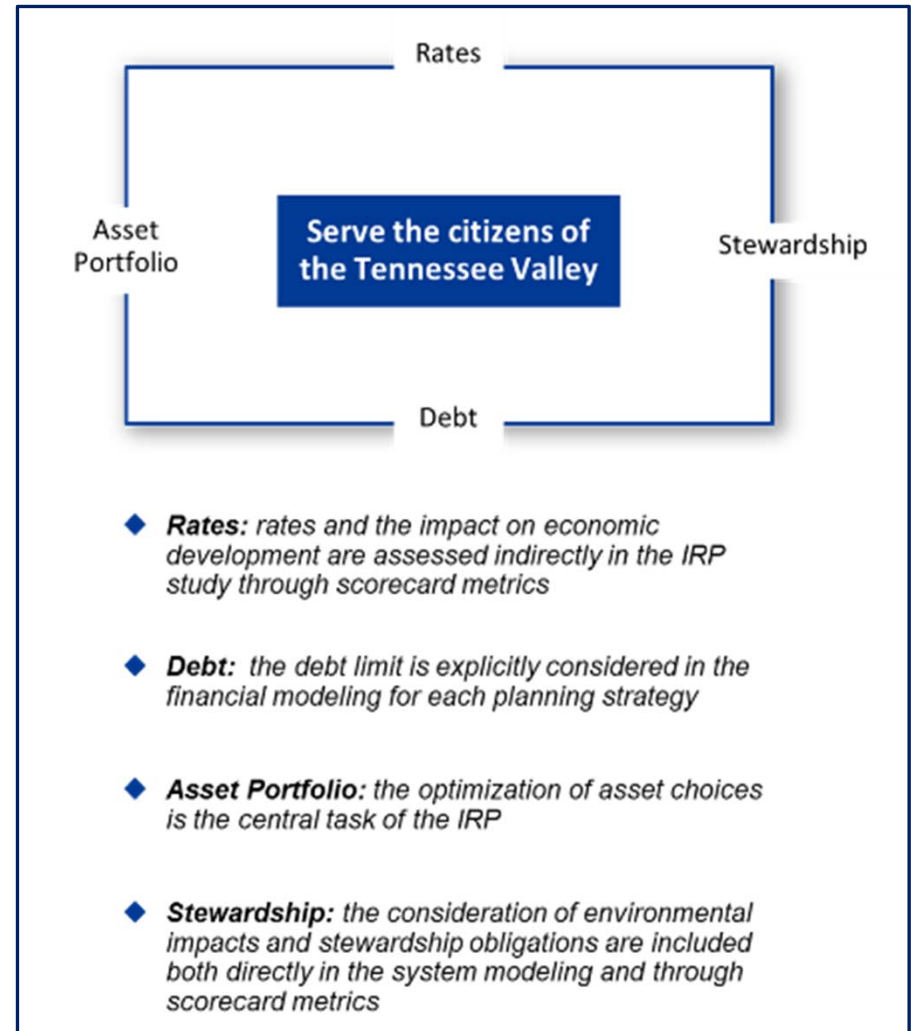 Rates
Asset
Portfolio
Serve the citizens of
the Tennessee Valley
Stewardship
Debt
◆ Rates: rates and the impact on economic
development are assessed indirectly in the IRP
study through scorecard metrics
◆ Debt: the debt limit is explicitly considered in the
financial modeling for each planning strategy
◆ Asset Portfolio: the optimization of asset choices
is the central task of the IRP
◆ Stewardship: the consideration of environmental
impacts and stewardship obligations are included
both directly in the system modeling and through
scorecard metrics